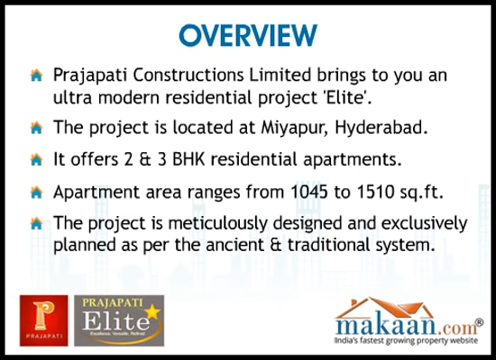 OVERVIEW
Prajapati Constructions Limited brings to you an
ultra modern residential project 'Elite'.
The project is located at Miyapur, Hyderabad.
It offers 2 & 3 BHK residential apartments.
Apartment area ranges from 1045 to 1510 sq.ft.
The project is meticulously designed and exclusively
planned as per the ancient & traditional system.
P
PRAJAPATI
PRAJAPATI
Elite
makaan.com®
India's fastest growing property website